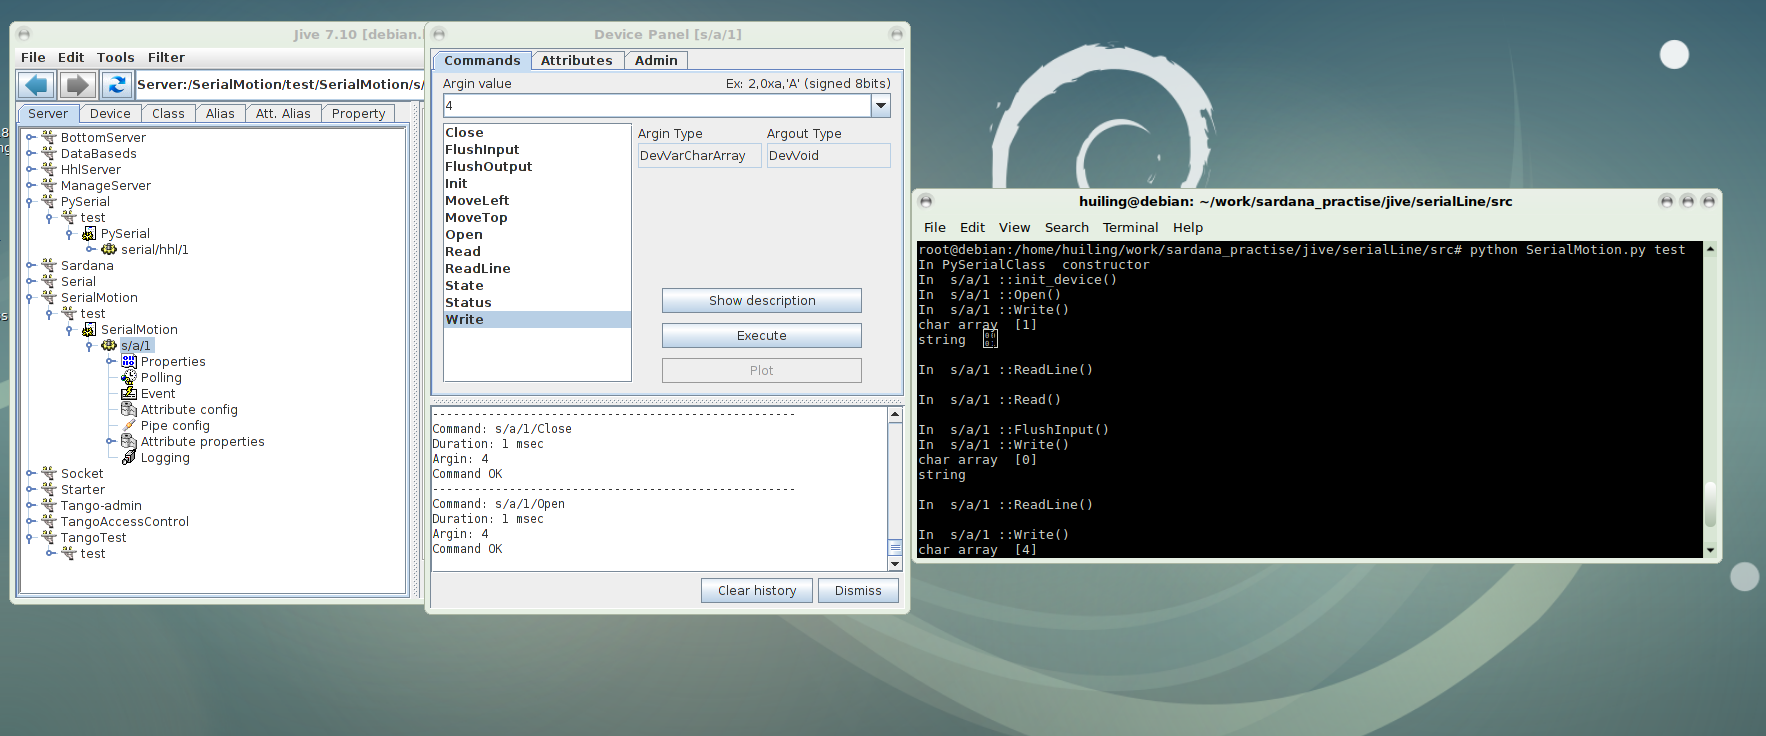 Jive 7.10 [debian.
File Edit Tools Filter
Server:/SerialMotion/test/SerialMotion/s/
Server Device Class Alias Att. Alias Property
BottomServer
DataBaseds
HhlServer
ManageServer
PySerial
test
PySerial
serial/hhl/1
Sardana
Serial
SerialMotion
test
SerialMotion
s/a/1
Properties
Polling
Event
Attribute config
Pipe config
Attribute properties
Logging
Socket
Starter
Tango-admin
TangoAccessControl
TangoTest
test
Device Panel [s/a/1]
Commands Attributes Admin
Argin value Ex: 2,0xa,'A' (signed 8bits)
4
Close
FlushInput
FlushOutput
Init
MoveLeft
MoveTop
Open
Read
ReadLine
State
Status
Write
Argin Type Argout Type
DevVarCharArray DevVoid
Show description
Execute
Plot
----------------------------------------------------
Command: s/a/1/Close
Duration: 1 msec
Argin: 4
Command OK
----------------------------------------------------
Command: s/a/1/Open
Duration: 1 msec
Argin: 4
Command OK
Clear history Dismiss
huiling@debian: ~/work/sardana_practise/jive/serialLine/src
File Edit View Search Terminal Help
root@debian:/home/huiling/work/sardana_practise/jive/serialLine/src# python SerialMotion.py test
In PySerialClass  constructor
In  s/a/1 ::init_device()
In  s/a/1 ::Open()
In  s/a/1 ::Write()
char array  [1]
string
In  s/a/1 ::ReadLine()
In  s/a/1 ::Read()
In  s/a/1 ::FlushInput()
In  s/a/1 ::Write()
char array  [0]
string
In  s/a/1 ::ReadLine()
In  s/a/1 ::Write()
char array  [4]